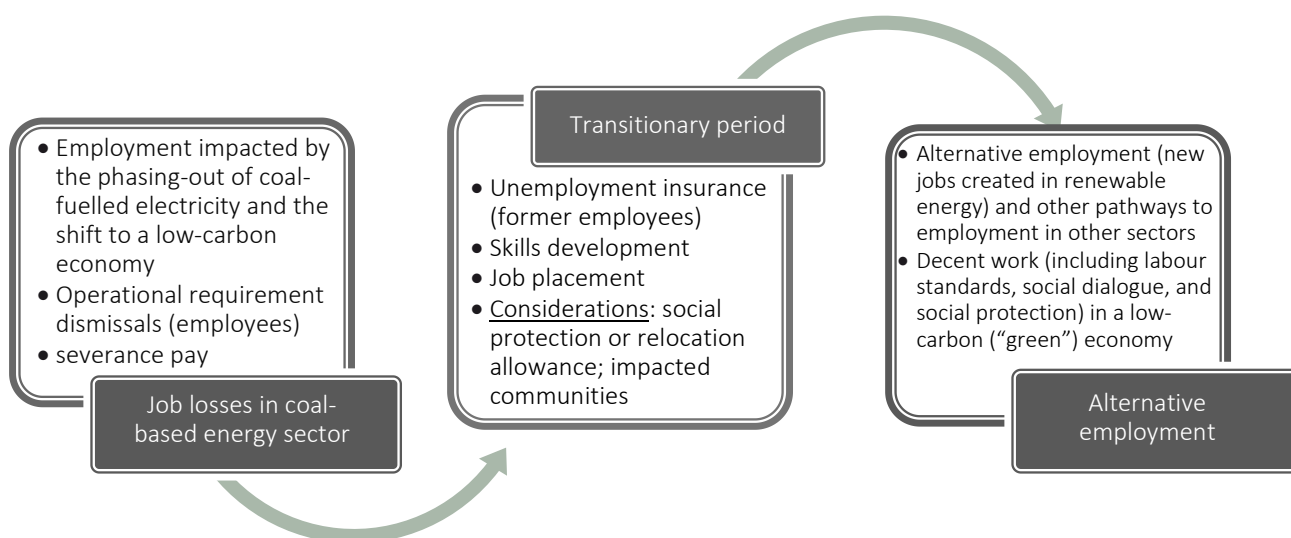 • Employment impacted by
the phasing-out of coal-
fuelled electricity and the
shift to a low-carbon
economy
• Operational requirement
dismissals (employees)
• severance pay
Job losses in coal-
based energy sector
Transitionary period
• Unemployment insurance
(former employees)
• Skills development
• Job placement
• Considerations: social
protection or relocation
allowance; impacted
communities
• Alternative employment (new
jobs created in renewable
energy) and other pathways to
employment in other sectors
• Decent work (including labour
standards, social dialogue, and
social protection) in a low-
carbon (“green”) economy
Alternative
employment